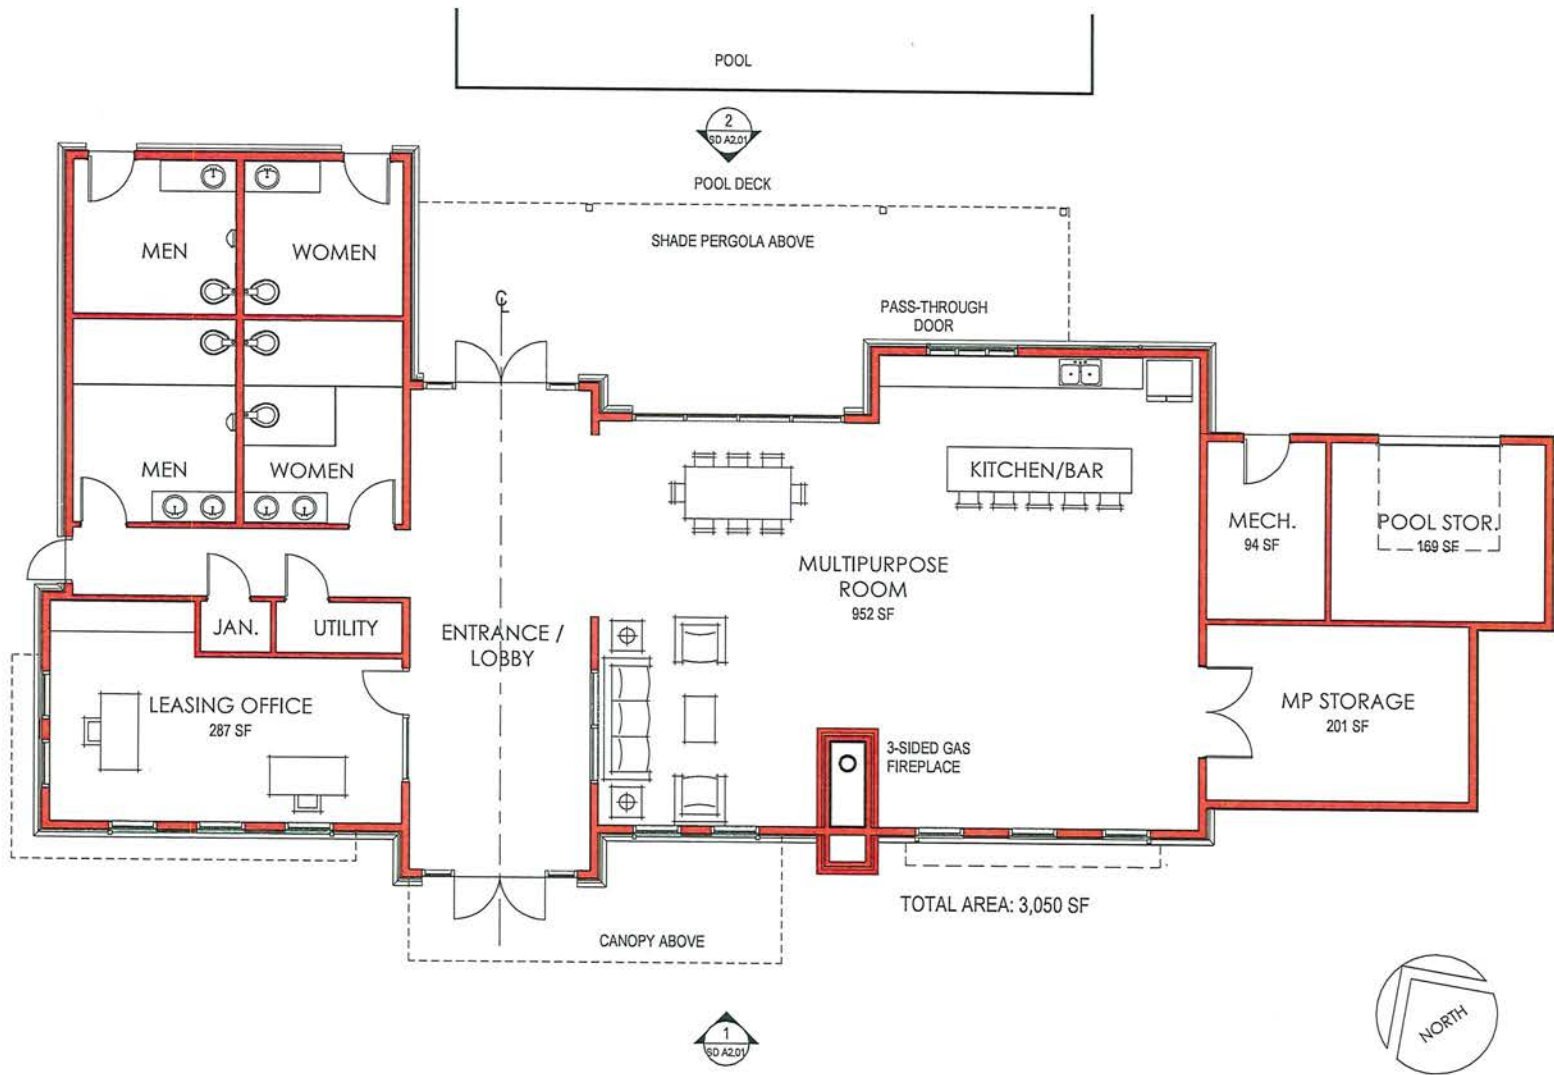 POOL
2
SD A2.01
POOL DECK
SHADE PERGOLA ABOVE
MEN
WOMEN
℄
PASS-THROUGH
DOOR
MEN
WOMEN
KITCHEN/BAR
MECH.
94 SF
POOL STOR.
169 SF
MULTIPURPOSE
ROOM
952 SF
JAN.
UTILITY
ENTRANCE /
LOBBY
LEASING OFFICE
287 SF
MP STORAGE
201 SF
3-SIDED GAS
FIREPLACE
TOTAL AREA: 3,050 SF
CANOPY ABOVE
1
SD A2.01
NORTH